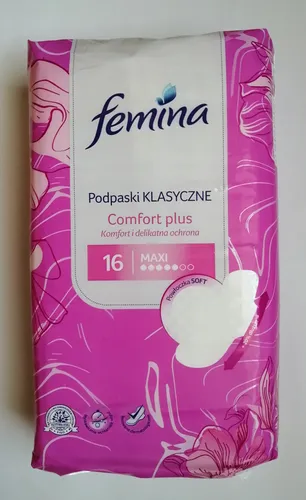 femina
Podpaski KLASYCZNE
Comfort plus
Komfort i delikatna ochrona
16 MAXI
Powłoczka SOFT